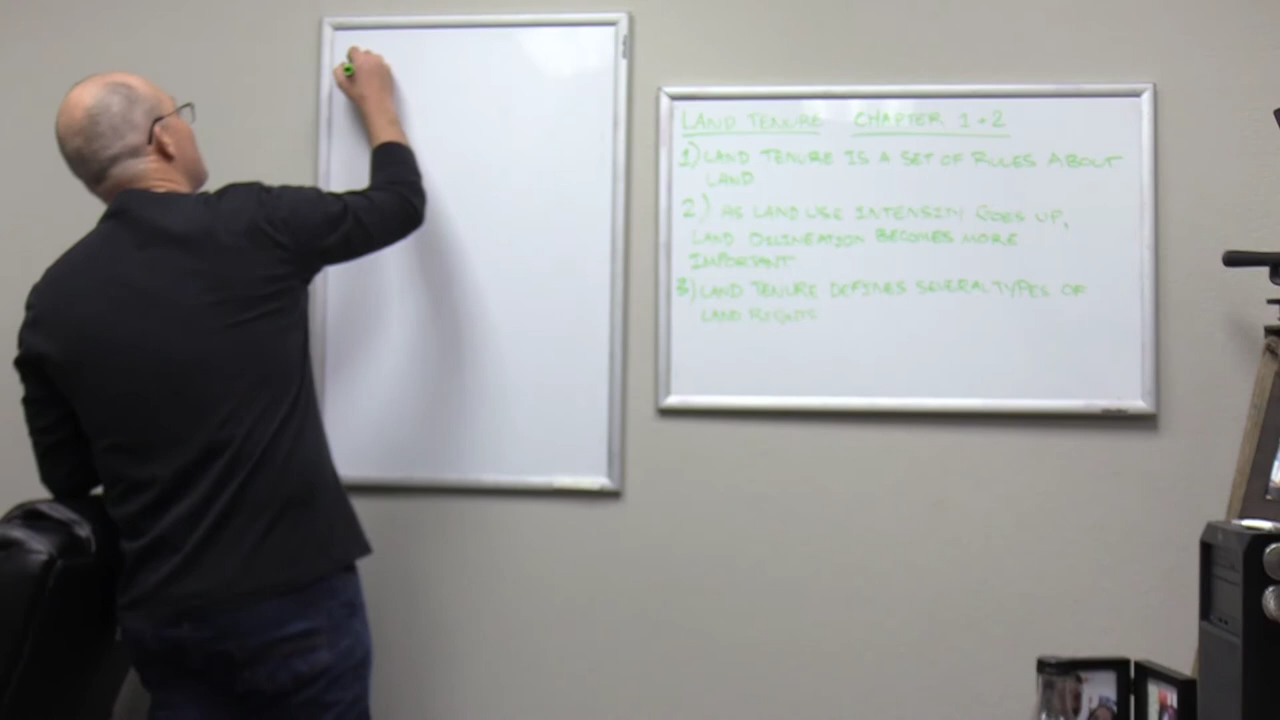 LAND TENURE CHAPTER 1+2
1) LAND TENURE IS A SET OF RULES ABOUT
LAND
2) AS LAND USE INTENSITY GOES UP,
LAND DILINEATION BECOMES MORE
IMPORTANT
3) LAND TENURE DEFINES SEVERAL TYPES OF
LAND RIGHTS